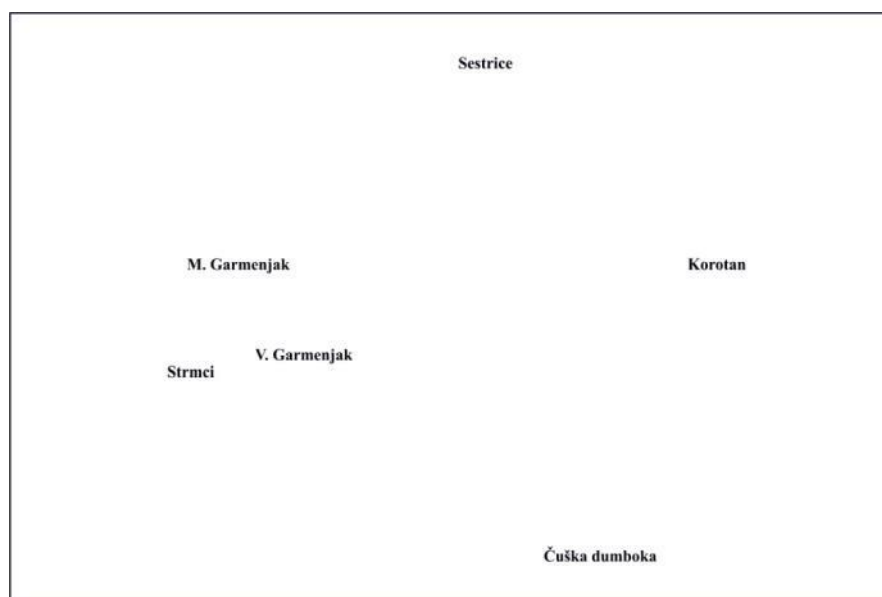 Sestrice
M. Garmenjak
Korotan
V. Garmenjak
Strmci
Čuška dumboka